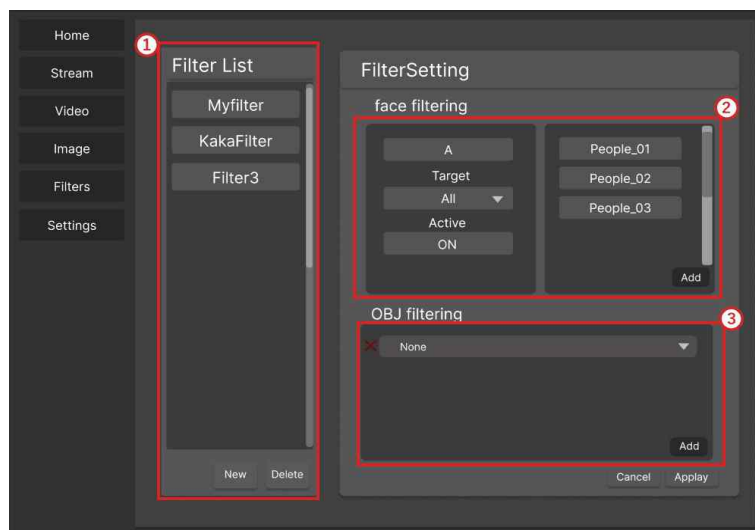 Home
Stream
Video
Image
Filters
Settings
1
Filter List
Myfilter
KakaFilter
Filter3
New
Delete
FilterSetting
face filtering
2
A
Target
All
Active
ON
People_01
People_02
People_03
Add
OBJ filtering
3
None
Add
Cancel
Applay